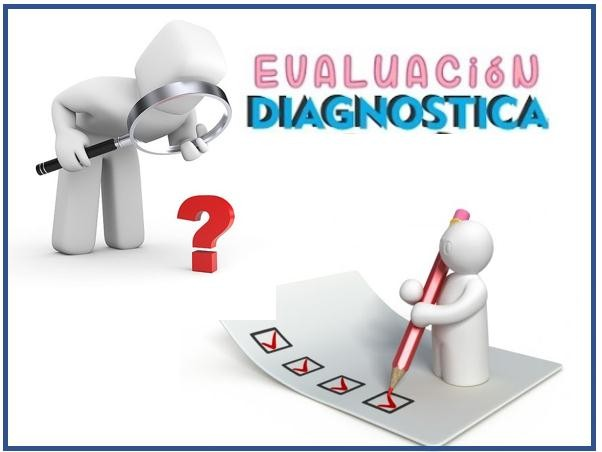 EVALUACióN
DIAGNOSTICA
?